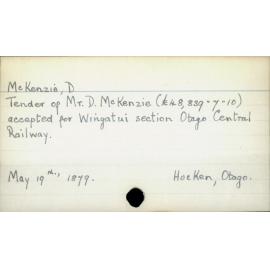 McKenzie, D
Tender of Mr. D. McKenzie (£48,839-7-10)
accepted for Wingatui section Otago Central
Railway.
May 19th, 1879. Hocken, Otago.